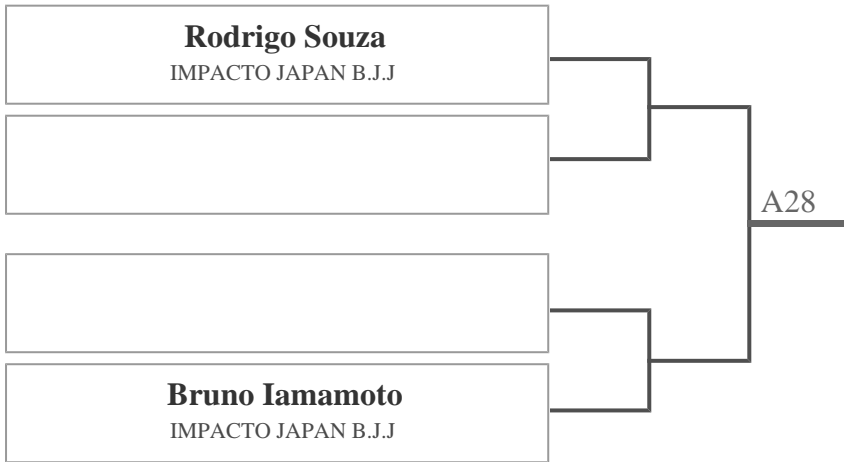 Rodrigo Souza
IMPACTO JAPAN B.J.J
A28
Bruno Iamamoto
IMPACTO JAPAN B.J.J